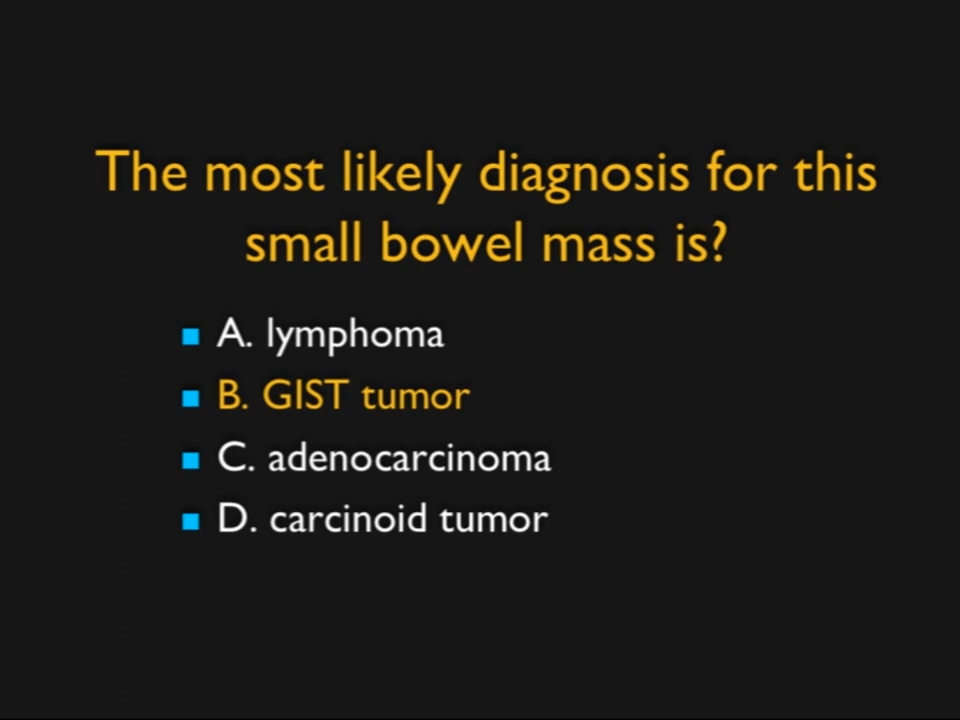 The most likely diagnosis for this
small bowel mass is?
A. lymphoma
B. GIST tumor
C. adenocarcinoma
D. carcinoid tumor